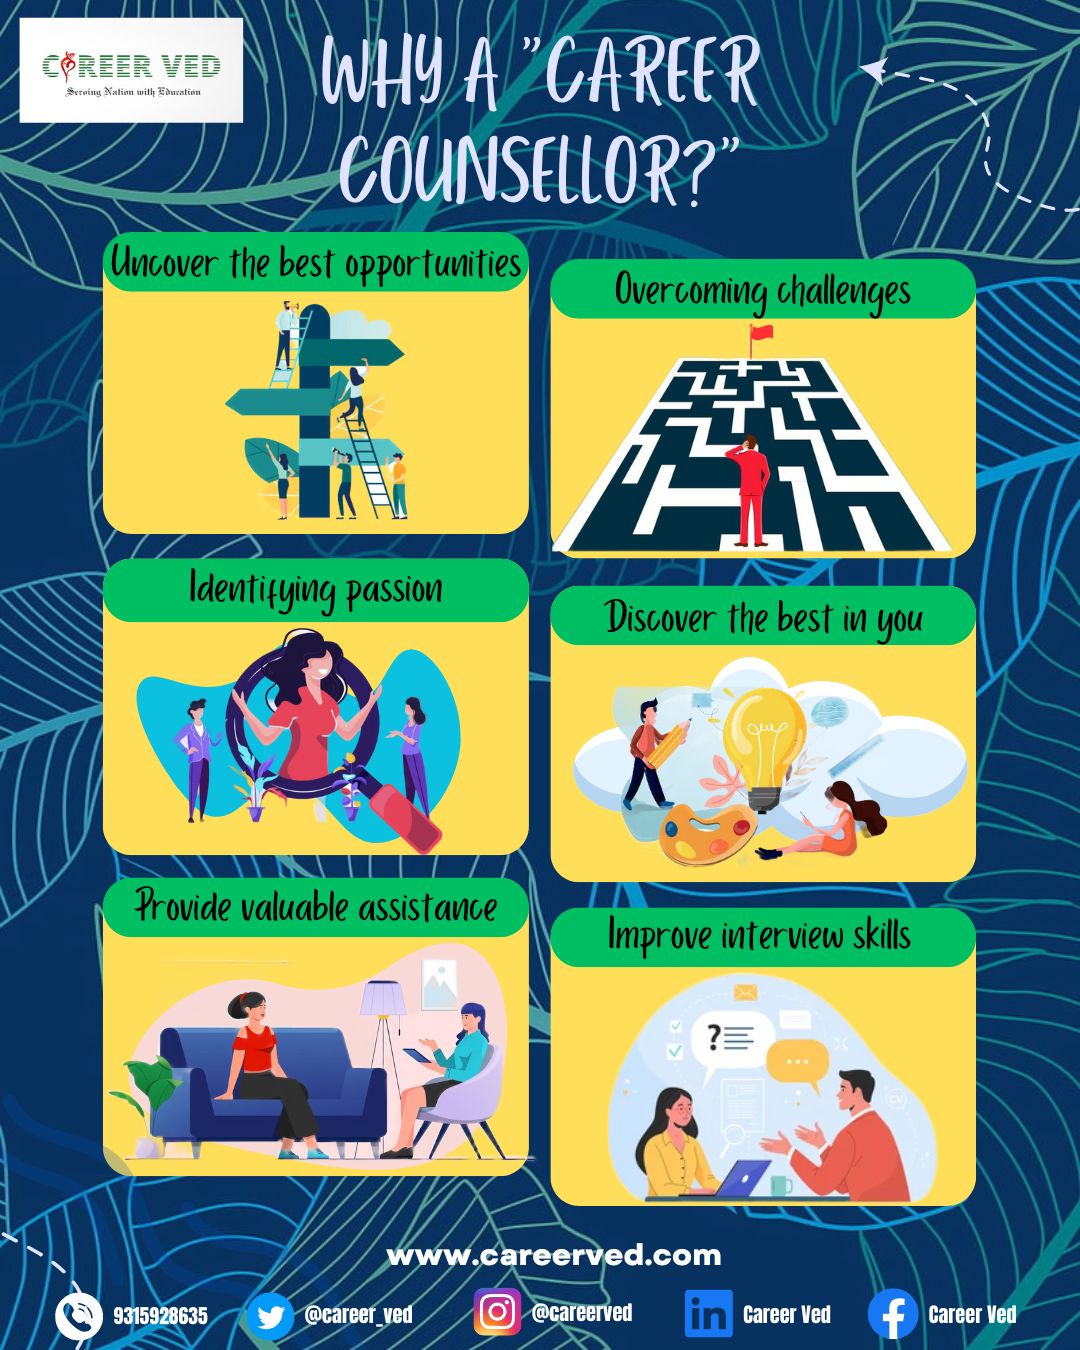 CAREER VED
Serving Nation with Education
WHY A "CAREER
COUNSELLOR?"
Uncover the best opportunities
Overcoming challenges
Identifying passion
Discover the best in you
Provide valuable assistance
Improve interview skills
?
CV
www.careerved.com
9315928635
@career_ved
@careerved
in
Career Ved
f
Career Ved